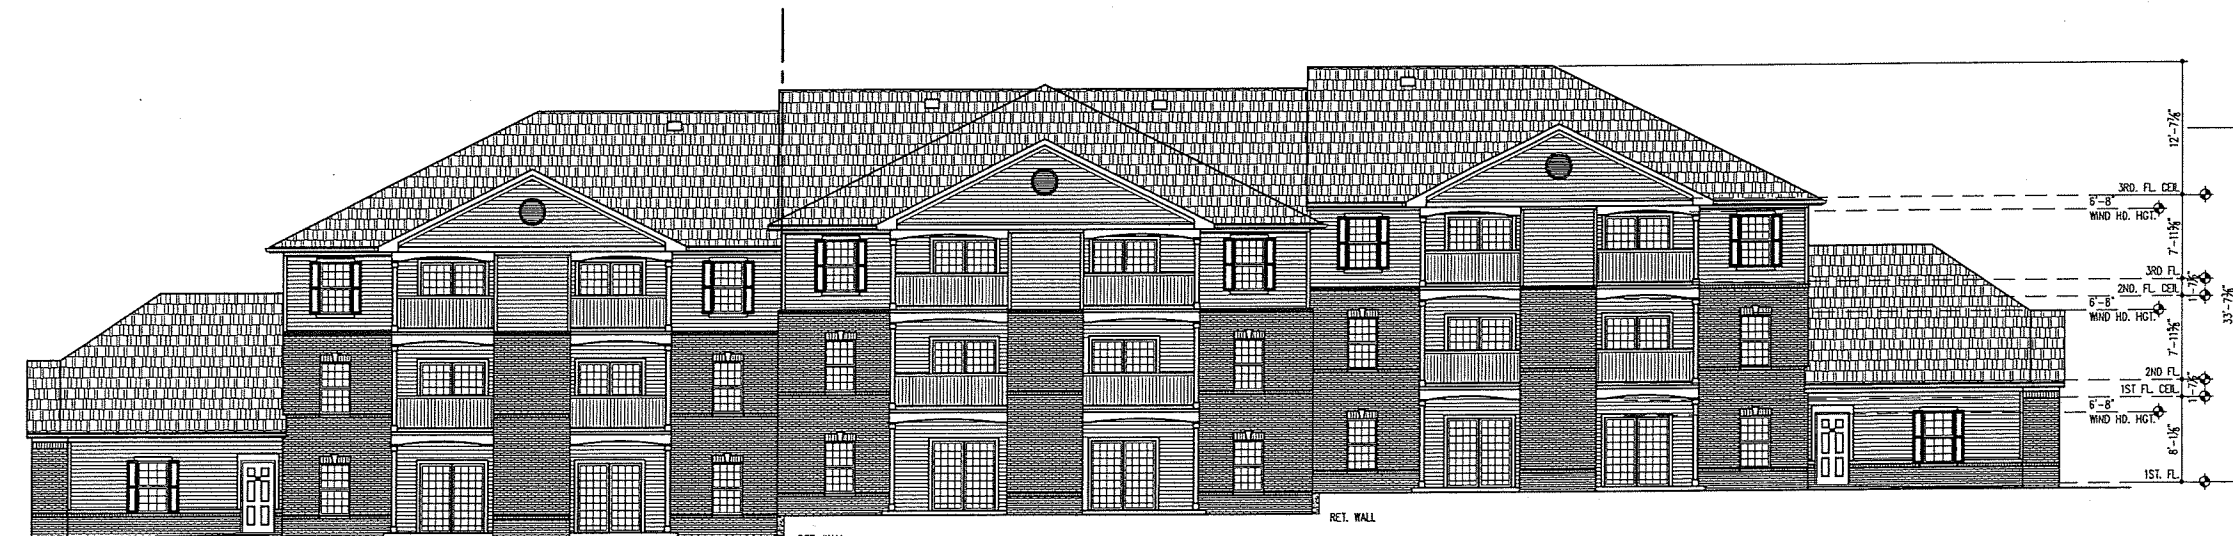 12'-7⅞"
3RD. FL. CEIL.
6'-8"
WIND HD. HGT.
7'-11⅝"
3RD FL.
1'-7⅞"
2ND. FL. CEIL.
6'-8"
WIND HD. HGT.
33'-7⅜"
7'-11⅝"
2ND FL.
1'-7⅞"
1ST FL. CEIL.
6'-8"
WIND HD. HGT.
8'-1⅛"
1ST. FL.
RET. WALL